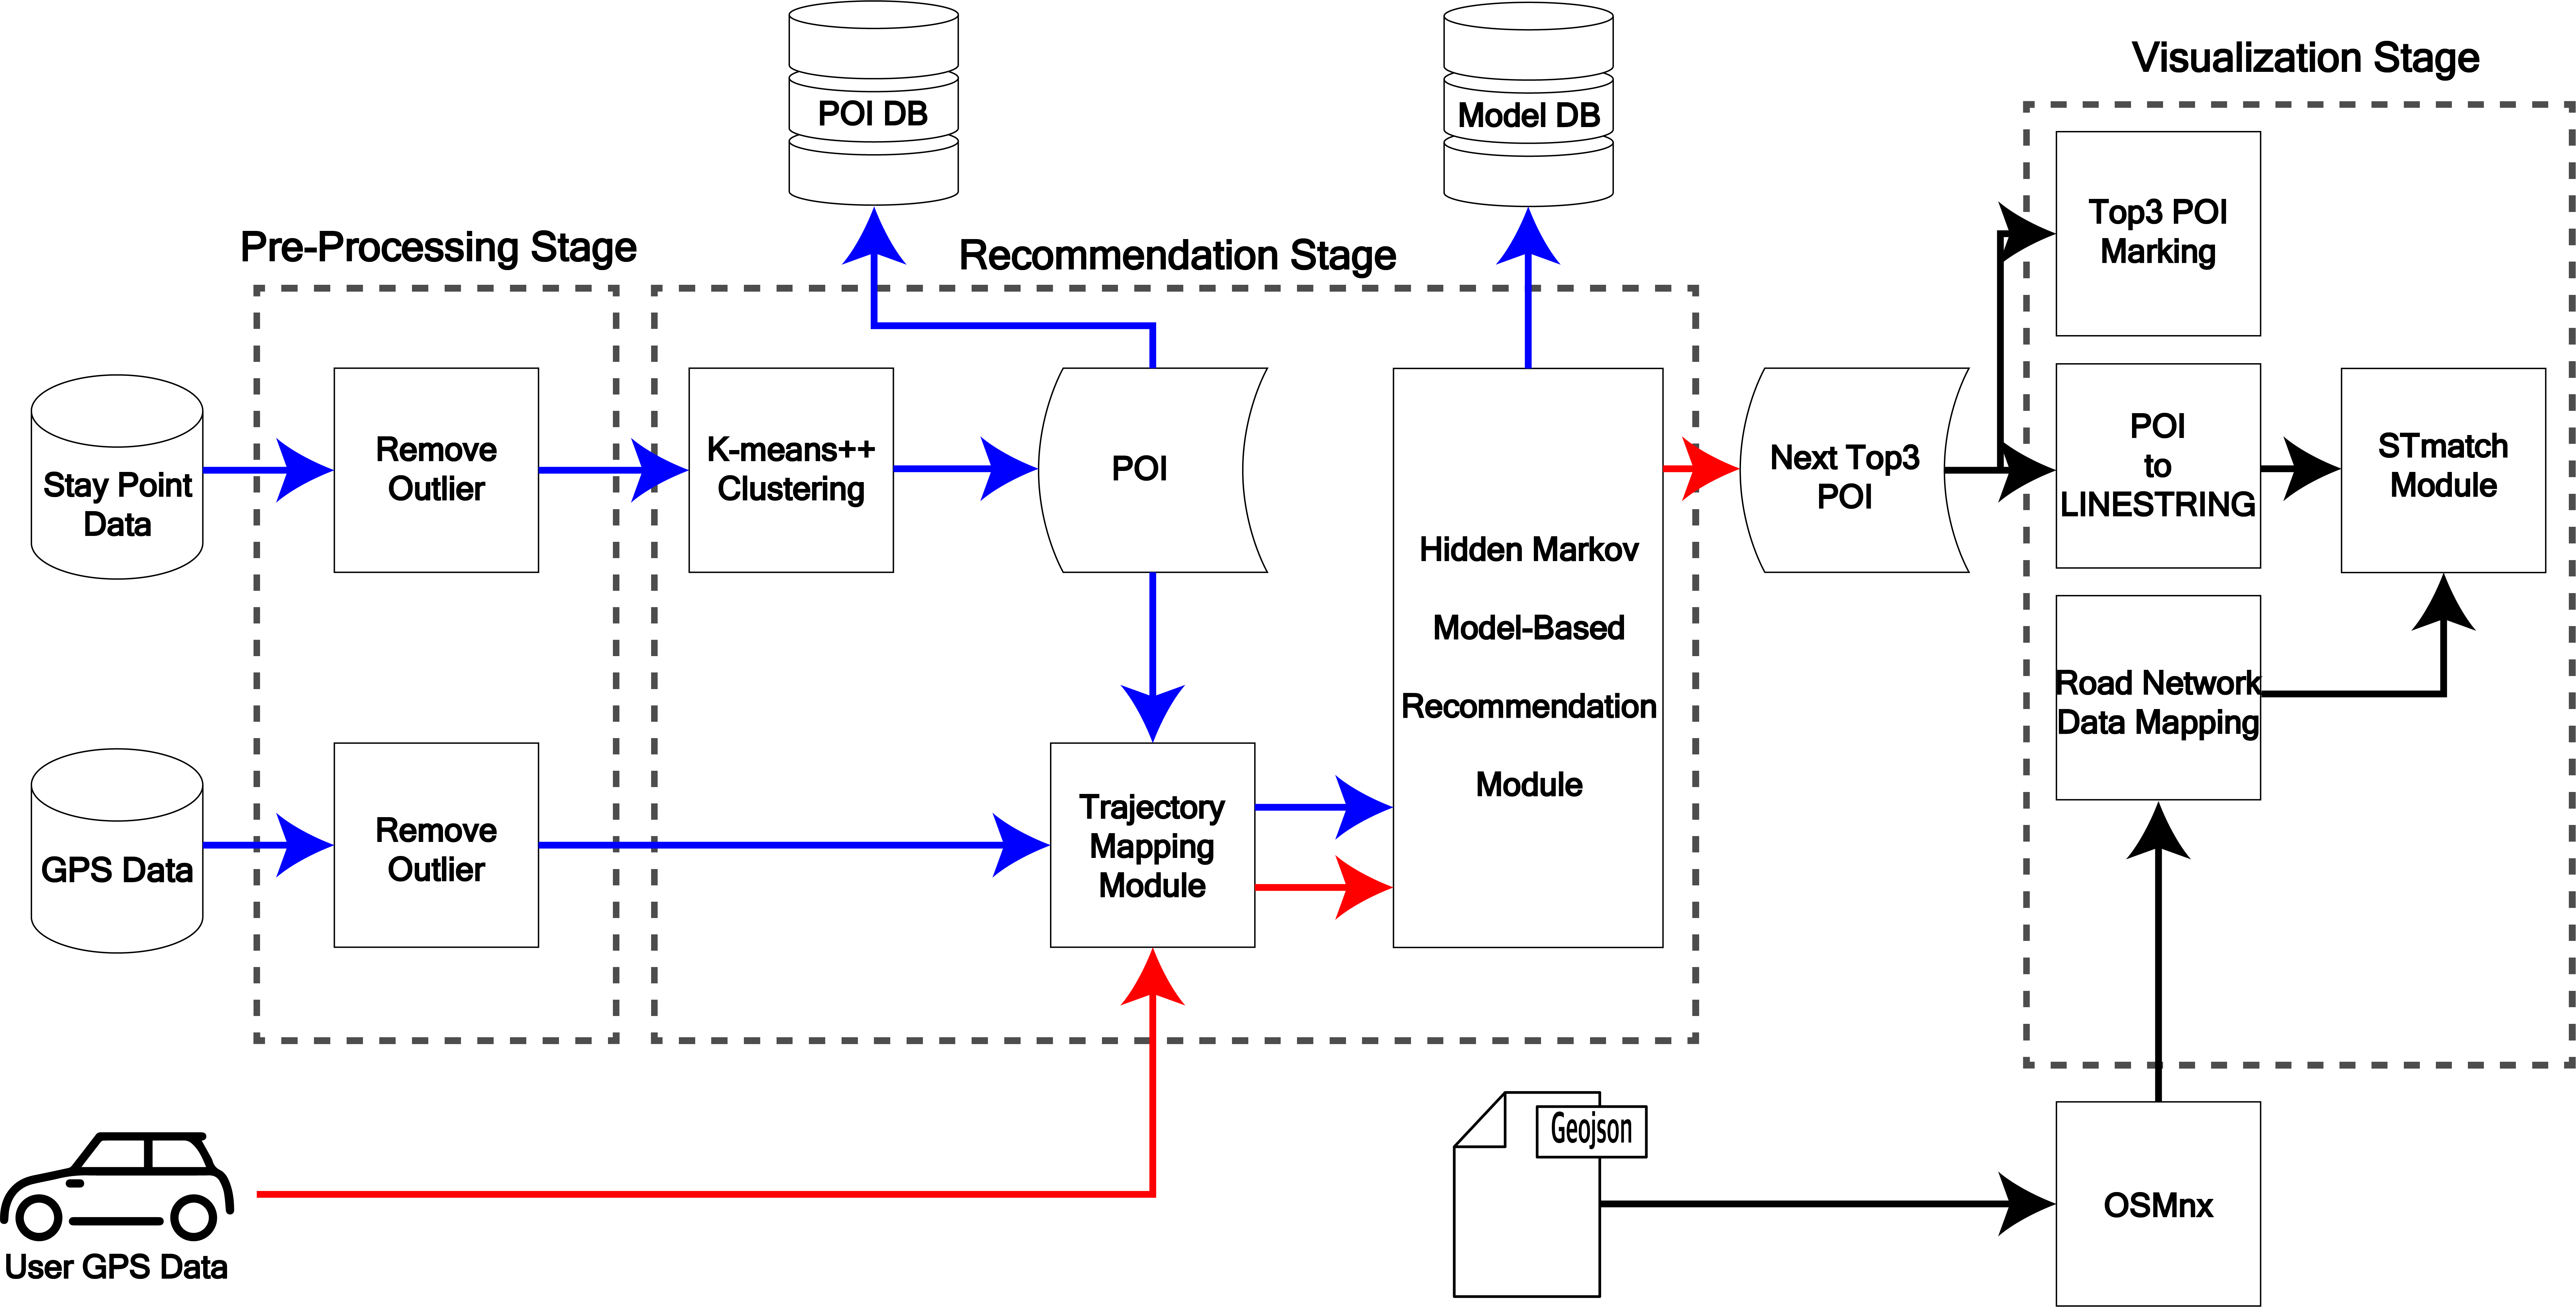 POI DB
Model DB
Visualization Stage
Pre-Processing Stage
Recommendation Stage
Top3 POI
Marking
Stay Point
Data
Remove
Outlier
K-means++
Clustering
POI
Hidden Markov
Model-Based
Recommendation
Module
Next Top3
POI
POI
to
LINESTRING
STmatch
Module
Road Network
Data Mapping
GPS Data
Remove
Outlier
Trajectory
Mapping
Module
User GPS Data
Geojson
OSMnx